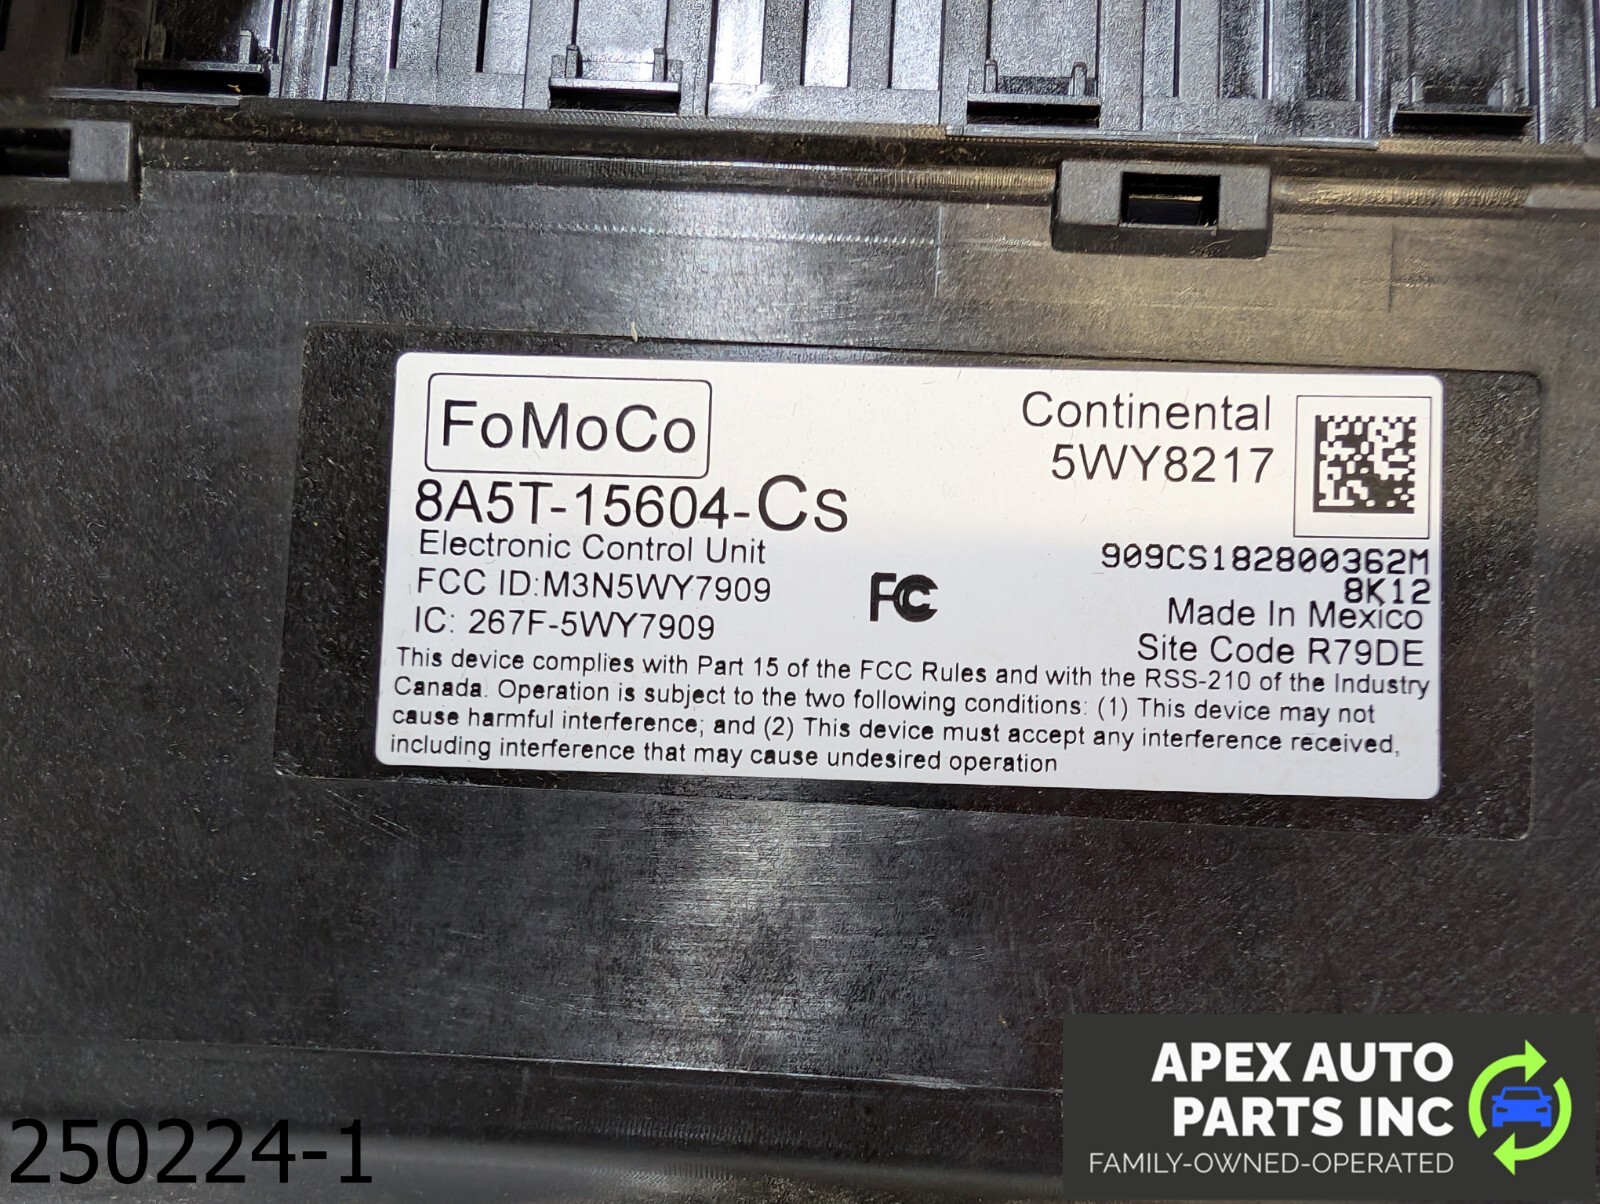 FoMoCo
8A5T-15604-Cs
Electronic Control Unit
FCC ID:M3N5WY7909
IC: 267F-5WY7909
FC
Continental
5WY8217
909CS182800362M
8K12
Made In Mexico
Site Code R79DE
This device complies with Part 15 of the FCC Rules and with the RSS-210 of the Industry
Canada. Operation is subject to the two following conditions: (1) This device may not
cause harmful interference; and (2) This device must accept any interference received,
including interference that may cause undesired operation
250224-1
APEX AUTO
PARTS INC
FAMILY-OWNED-OPERATED